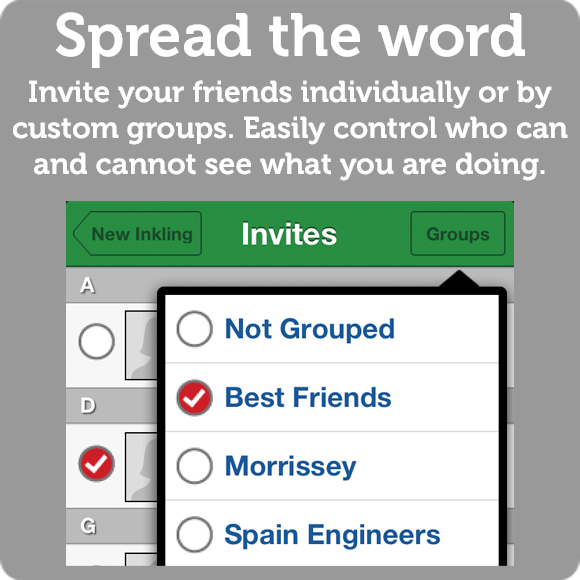 Spread the word
Invite your friends individually or by
custom groups. Easily control who can
and cannot see what you are doing.
New Inkling Invites Groups
A
Not Grouped
Best Friends
D
Morrissey
G
Spain Engineers